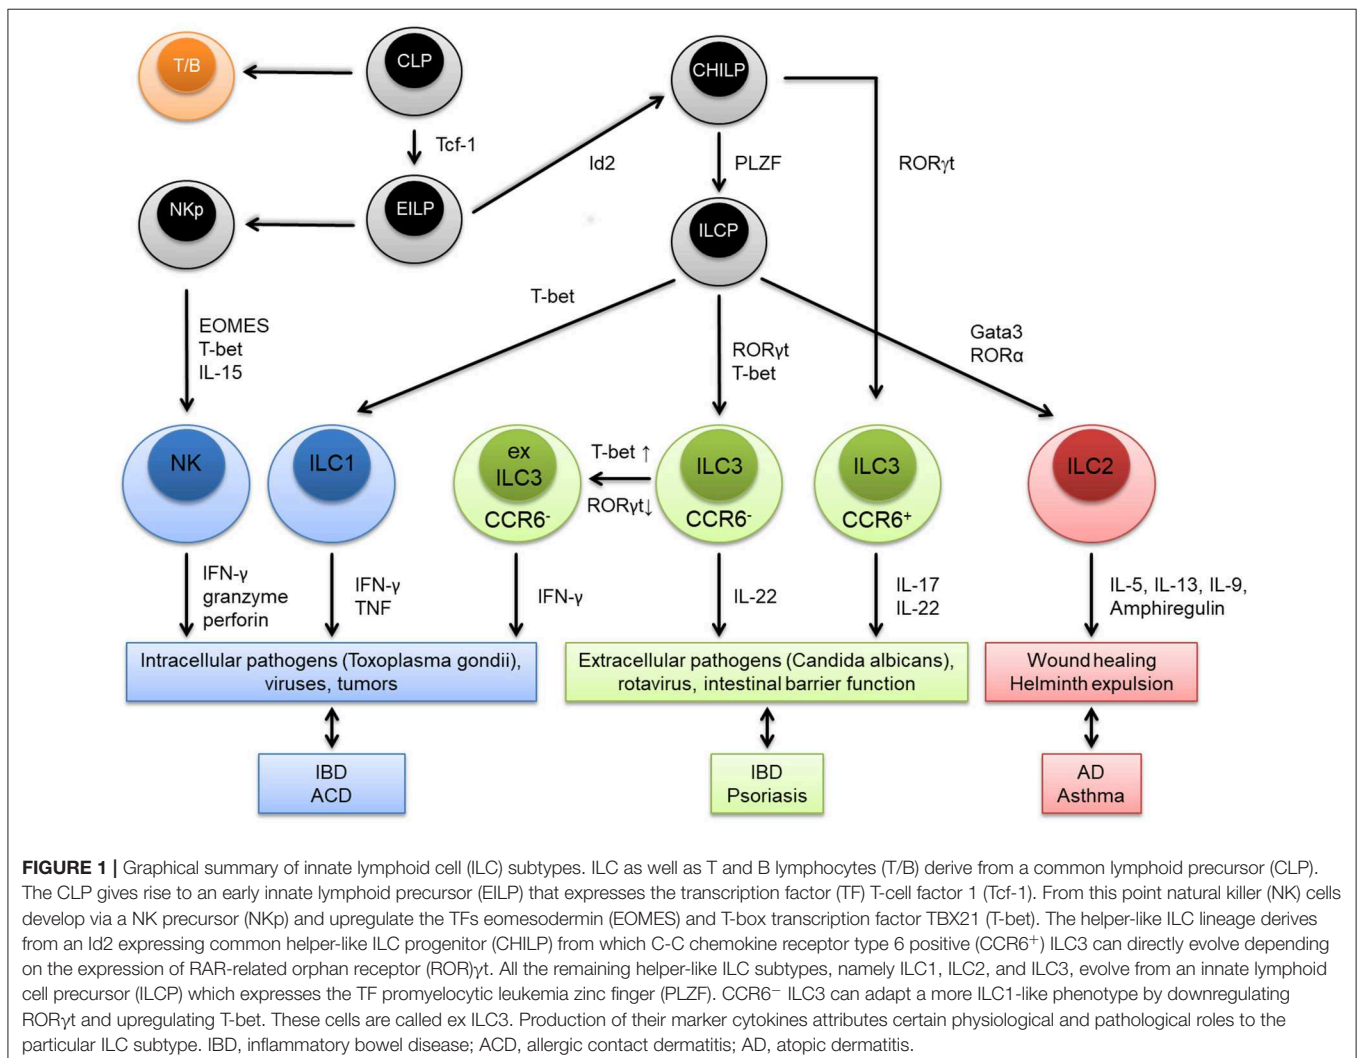 T/B
CLP
CHILP
Tcf-1
Id2
PLZF
RORγt
NKp
EILP
ILCP
T-bet
EOMES
T-bet
IL-15
RORγt
T-bet
Gata3
RORα
NK
ILC1
ex
ILC3
CCR6-
T-bet ↑
RORγt↓
ILC3
CCR6-
ILC3
CCR6+
ILC2
IFN-γ
granzyme
perforin
IFN-γ
TNF
IFN-γ
IL-22
IL-17
IL-22
IL-5, IL-13, IL-9,
Amphiregulin
Intracellular pathogens (Toxoplasma gondii),
viruses, tumors
Extracellular pathogens (Candida albicans),
rotavirus, intestinal barrier function
Wound healing
Helminth expulsion
IBD
ACD
IBD
Psoriasis
AD
Asthma
FIGURE 1 | Graphical summary of innate lymphoid cell (ILC) subtypes. ILC as well as T and B lymphocytes (T/B) derive from a common lymphoid precursor (CLP).
The CLP gives rise to an early innate lymphoid precursor (EILP) that expresses the transcription factor (TF) T-cell factor 1 (Tcf-1). From this point natural killer (NK) cells
develop via a NK precursor (NKp) and upregulate the TFs eomesodermin (EOMES) and T-box transcription factor TBX21 (T-bet). The helper-like ILC lineage derives
from an Id2 expressing common helper-like ILC progenitor (CHILP) from which C-C chemokine receptor type 6 positive (CCR6+) ILC3 can directly evolve depending
on the expression of RAR-related orphan receptor (ROR)γt. All the remaining helper-like ILC subtypes, namely ILC1, ILC2, and ILC3, evolve from an innate lymphoid
cell precursor (ILCP) which expresses the TF promyelocytic leukemia zinc finger (PLZF). CCR6− ILC3 can adapt a more ILC1-like phenotype by downregulating
RORγt and upregulating T-bet. These cells are called ex ILC3. Production of their marker cytokines attributes certain physiological and pathological roles to the
particular ILC subtype. IBD, inflammatory bowel disease; ACD, allergic contact dermatitis; AD, atopic dermatitis.